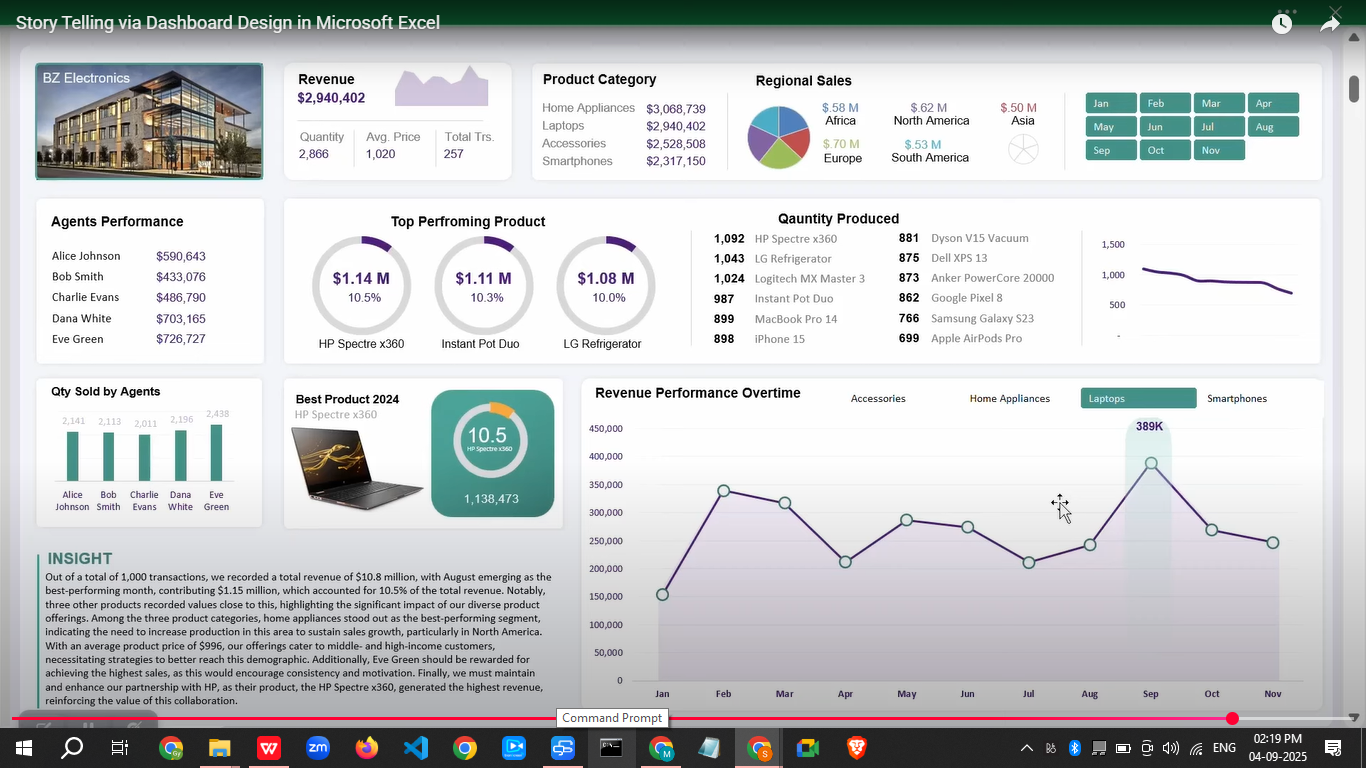 Story Telling via Dashboard Design in Microsoft Excel
BZ Electronics
Revenue
$2,940,402
Quantity Avg. Price Total Trs.
2,866 1,020 257
Product Category
Home Appliances $3,068,739
Laptops $2,940,402
Accessories $2,528,508
Smartphones $2,317,150
Regional Sales
$.58 M $.62 M $.50 M
Africa North America Asia
$.70 M $.53 M
Europe South America
Jan Feb Mar Apr
May Jun Jul Aug
Sep Oct Nov
Agents Performance
Alice Johnson $590,643
Bob Smith $433,076
Charlie Evans $486,790
Dana White $703,165
Eve Green $726,727
Top Perfroming Product
$1.14 M $1.11 M $1.08 M
10.5% 10.3% 10.0%
HP Spectre x360 Instant Pot Duo LG Refrigerator
Qauntity Produced
1,092 HP Spectre x360 881 Dyson V15 Vacuum
1,043 LG Refrigerator 875 Dell XPS 13
1,024 Logitech MX Master 3 873 Anker PowerCore 20000
987 Instant Pot Duo 862 Google Pixel 8
899 MacBook Pro 14 766 Samsung Galaxy S23
898 iPhone 15 699 Apple AirPods Pro
1,500
1,000
500
-
Qty Sold by Agents
2,141 2,113 2,011 2,196 2,438
Alice Bob Charlie Dana Eve
Johnson Smith Evans White Green
Best Product 2024
HP Spectre x360
10.5
HP Spectre x360
1,138,473
Revenue Performance Overtime
Accessories Home Appliances Laptops Smartphones
389K
450,000
400,000
350,000
300,000
250,000
200,000
150,000
100,000
50,000
0
Jan Feb Mar Apr May Jun Jul Aug Sep Oct Nov
INSIGHT
Out of a total of 1,000 transactions, we recorded a total revenue of $10.8 million, with August emerging as the
best-performing month, contributing $1.15 million, which accounted for 10.5% of the total revenue. Notably,
three other products recorded values close to this, highlighting the significant impact of our diverse product
offerings. Among the three product categories, home appliances stood out as the best-performing segment,
indicating the need to increase production in this area to sustain sales growth, particularly in North America.
With an average product price of $996, our offerings cater to middle- and high-income customers,
necessitating strategies to better reach this demographic. Additionally, Eve Green should be rewarded for
achieving the highest sales, as this would encourage consistency and motivation. Finally, we must maintain
and enhance our partnership with HP, as their product, the HP Spectre x360, generated the highest revenue,
reinforcing the value of this collaboration.
Command Prompt
zm
ENG
02:19 PM
04-09-2025